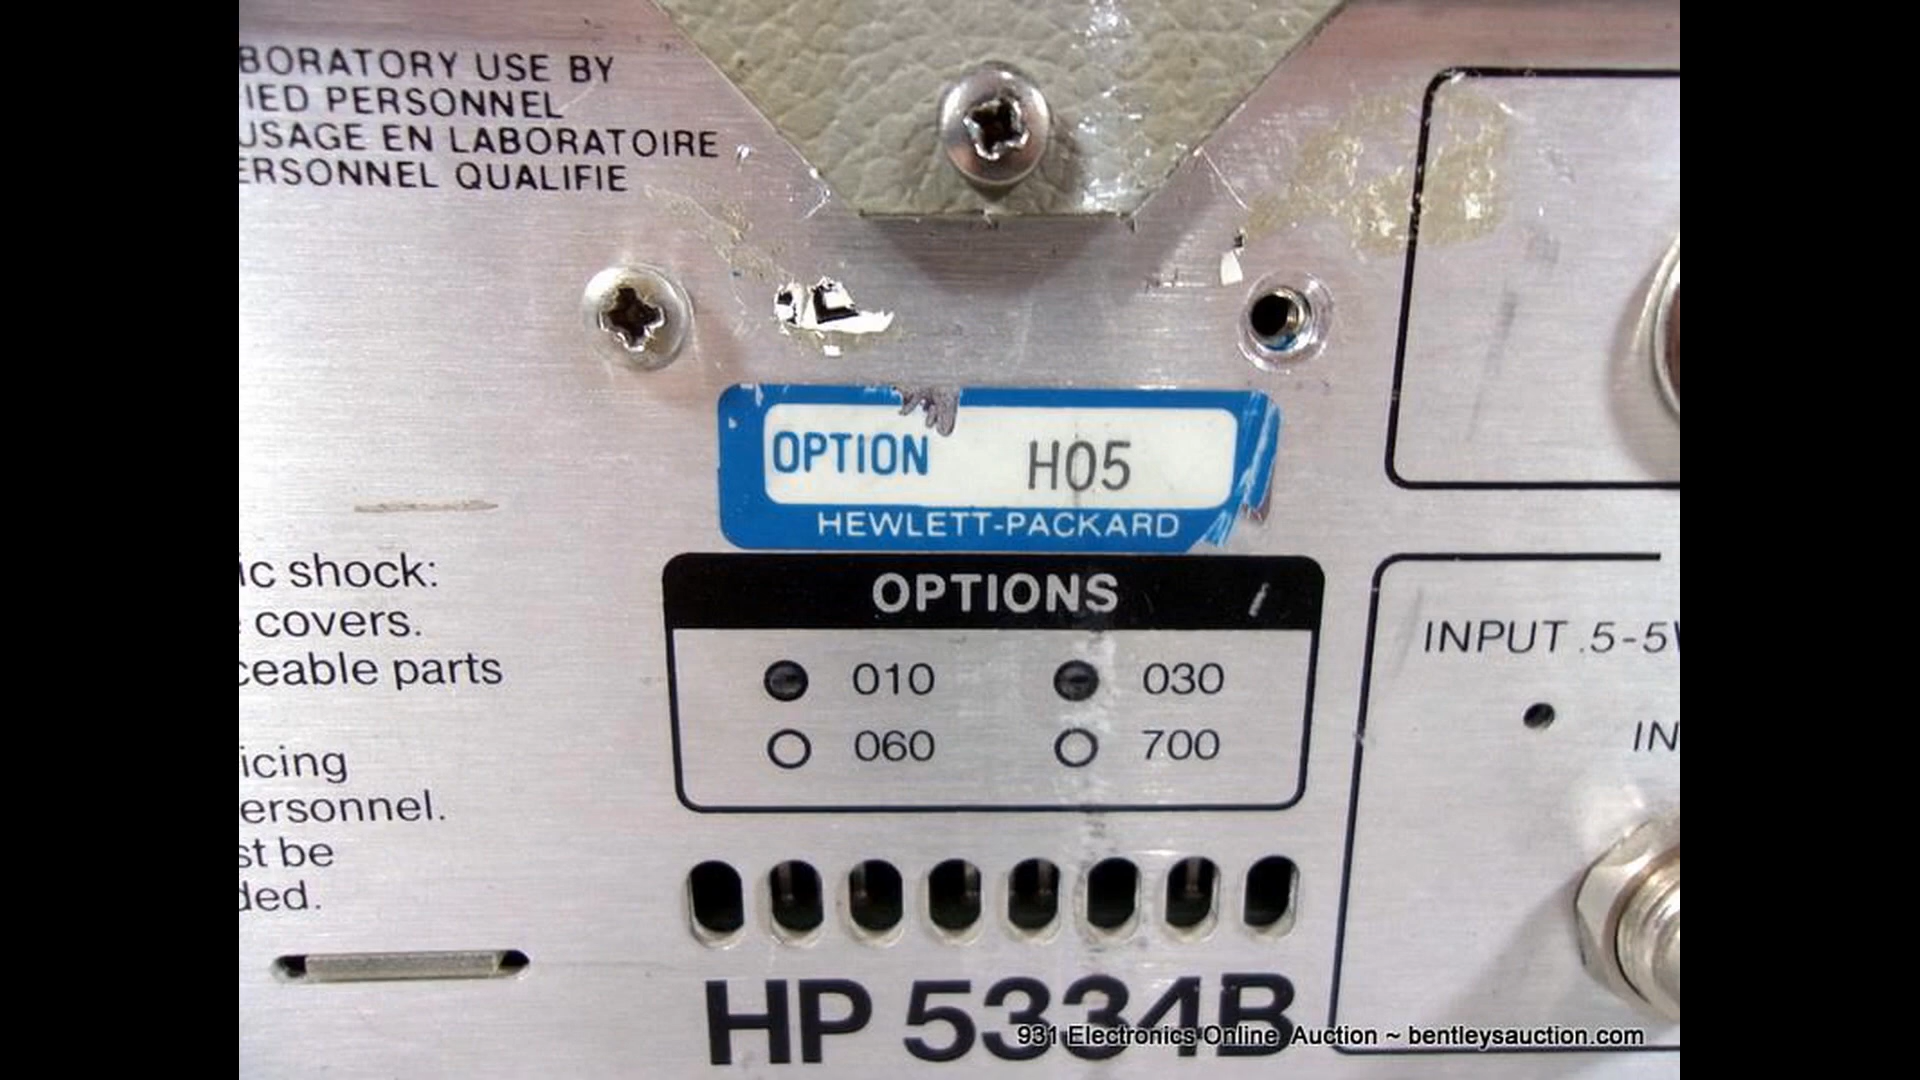 BORATORY USE BY
IED PERSONNEL
USAGE EN LABORATOIRE
ERSONNEL QUALIFIE
OPTION H05
HEWLETT-PACKARD
OPTIONS
010 030
060 700
ic shock:
covers.
ceable parts
icing
ersonnel.
st be
ded.
INPUT .5-5V
IN
HP 5334B
931 Electronics Online Auction ~ bentleysauction.com